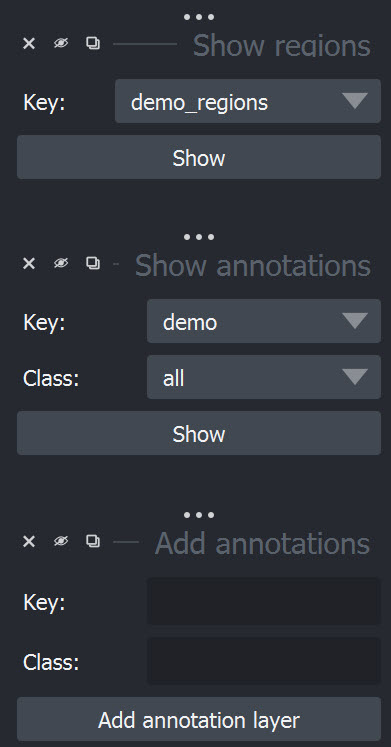 Show regions
Key: demo_regions
Show
Show annotations
Key: demo
Class: all
Show
Add annotations
Key:
Class:
Add annotation layer